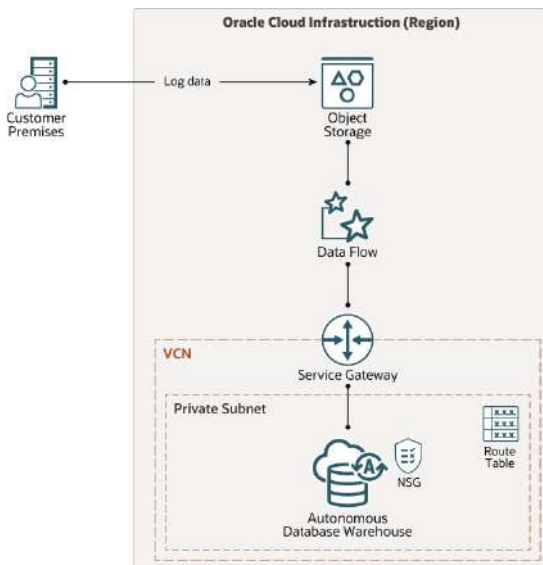 Oracle Cloud Infrastructure (Region)
Log data
Customer
Premises
Object
Storage
Data Flow
VCN
Service Gateway
Private Subnet
X.X.X.
X.X.X.
X.X.X.
Route
Table
A
NSG
Autonomous
Database Warehouse